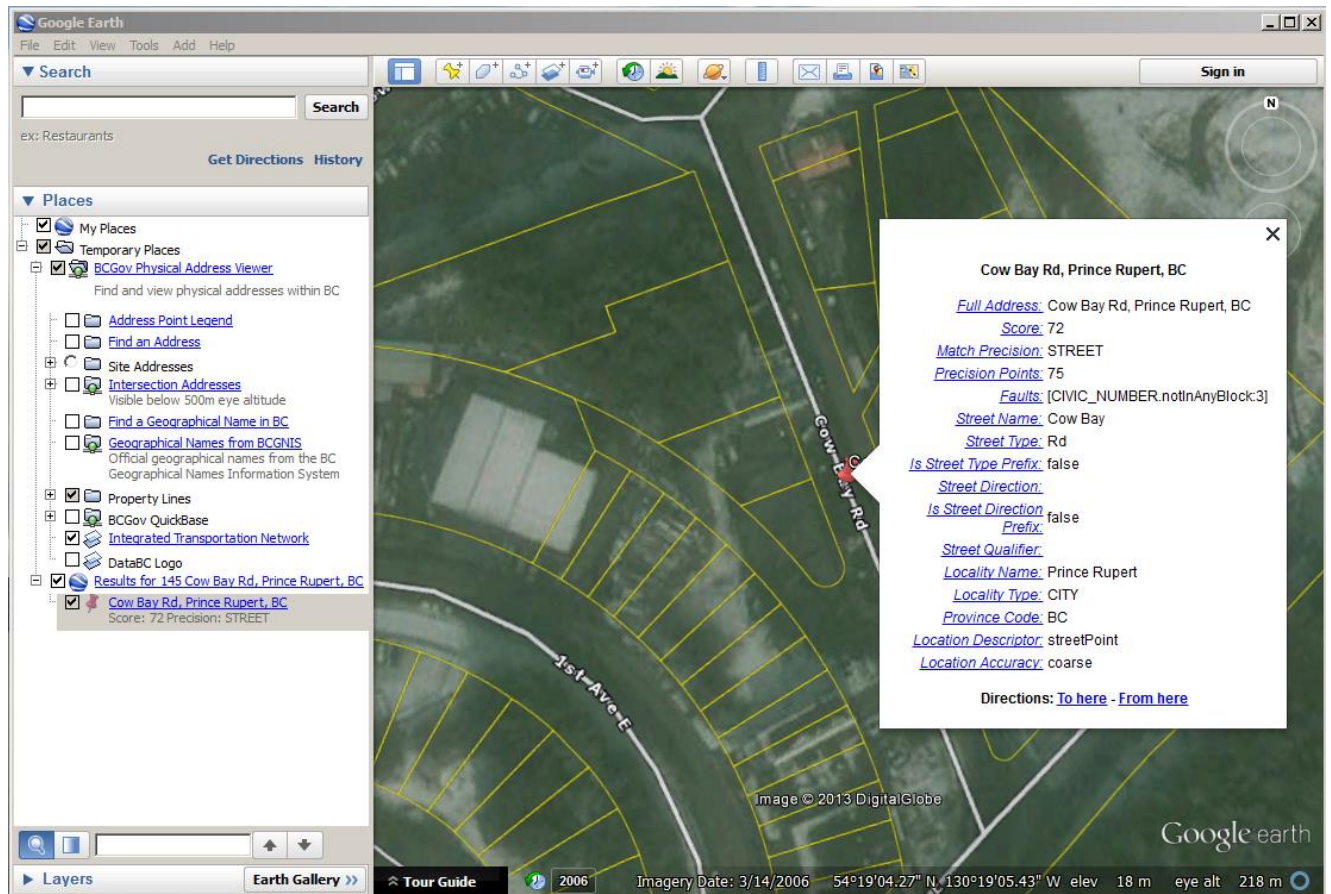 Google Earth
File Edit View Tools Add Help
Search
Sign in
Search
ex: Restaurants
Get Directions History
Places
My Places
Temporary Places
BCGov Physical Address Viewer
Find and view physical addresses within BC
Address Point Legend
Find an Address
Site Addresses
Intersection Addresses
Visible below 500m eye altitude
Find a Geographical Name in BC
Geographical Names from BCGNIS
Official geographical names from the BC
Geographical Names Information System
Property Lines
BCGov QuickBase
Integrated Transportation Network
DataBC Logo
Results for 145 Cow Bay Rd, Prince Rupert, BC
Cow Bay Rd, Prince Rupert, BC
Score: 72 Precision: STREET
Layers
Earth Gallery »
N
Cow Bay Rd
1st Ave E
Cow Bay Rd, Prince Rupert, BC
Full Address: Cow Bay Rd, Prince Rupert, BC
Score: 72
Match Precision: STREET
Precision Points: 75
Faults: [CIVIC_NUMBER.notInAnyBlock:3]
Street Name: Cow Bay
Street Type: Rd
Is Street Type Prefix: false
Street Direction:
Is Street Direction
Prefix: false
Street Qualifier:
Locality Name: Prince Rupert
Locality Type: CITY
Province Code: BC
Location Descriptor: streetPoint
Location Accuracy: coarse
Directions: To here - From here
Image © 2013 DigitalGlobe
Google earth
Tour Guide
2006
Imagery Date: 3/14/2006 54°19'04.27" N 130°19'05.43" W elev 18 m eye alt 218 m